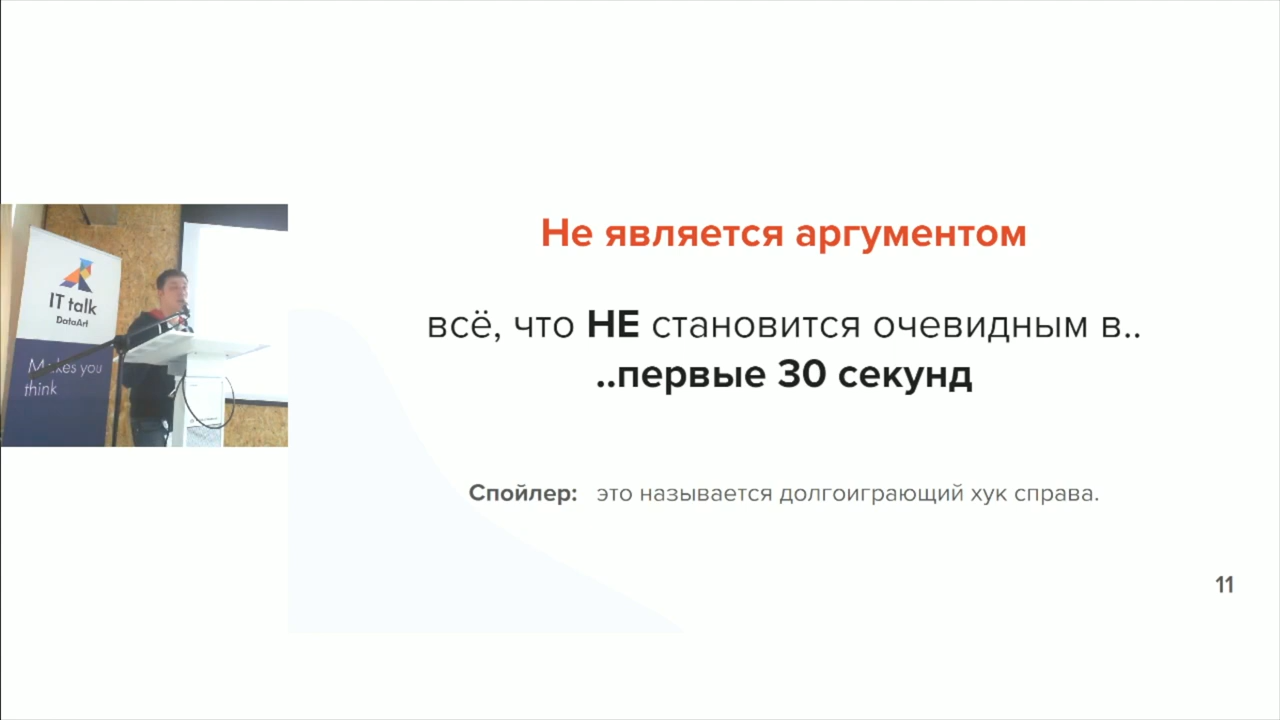 IT talk
DataArt
Makes you
think
Не является аргументом
всё, что НЕ становится очевидным в..
..первые 30 секунд
Спойлер: это называется долгоиграющий хук справа.
11